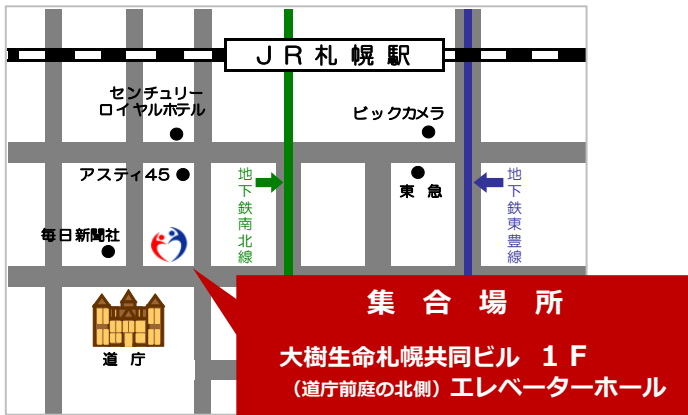 JR札幌駅
センチュリー
ロイヤルホテル
ビックカメラ
アスティ45
地下鉄南北線
東急
地下鉄東豊線
毎日新聞社
道庁
集合場所
大樹生命札幌共同ビル １Ｆ
（道庁前庭の北側）エレベーターホール